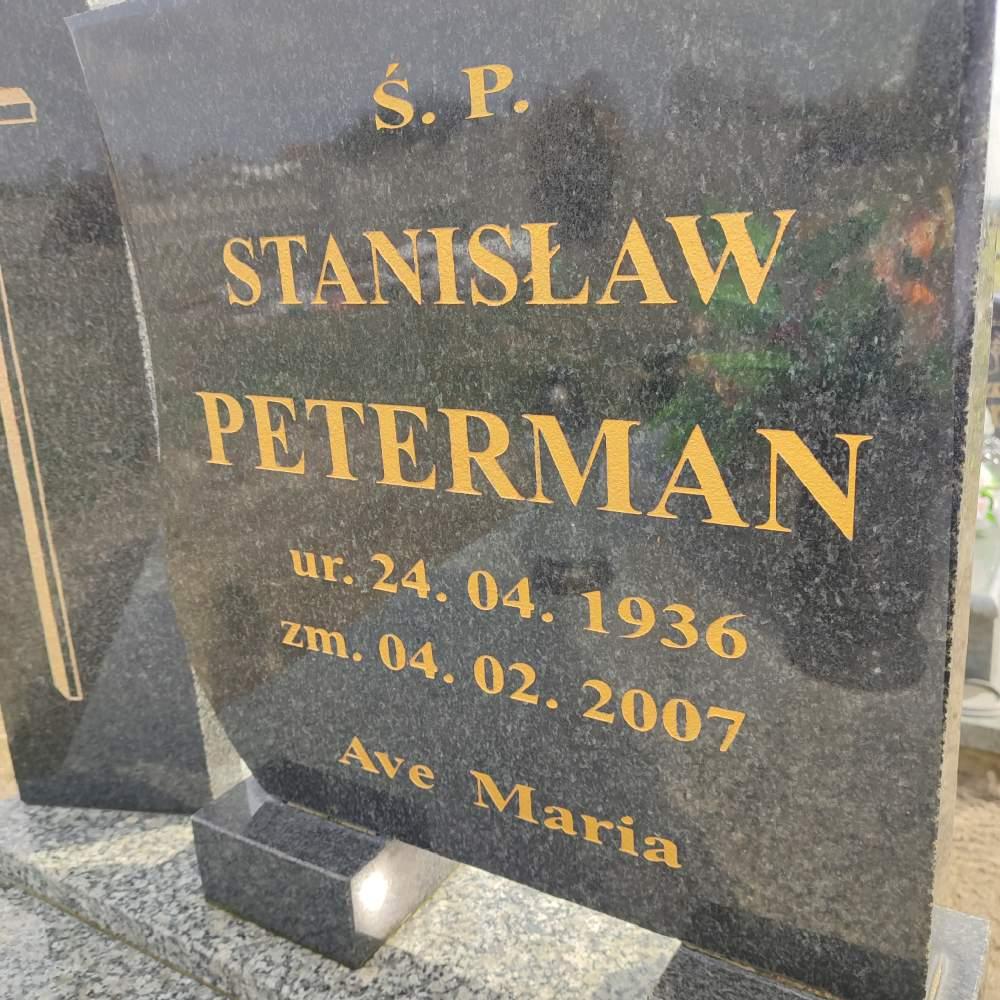 Ś. P.
STANISŁAW
PETERMAN
ur. 24. 04. 1936
zm. 04. 02. 2007
Ave Maria